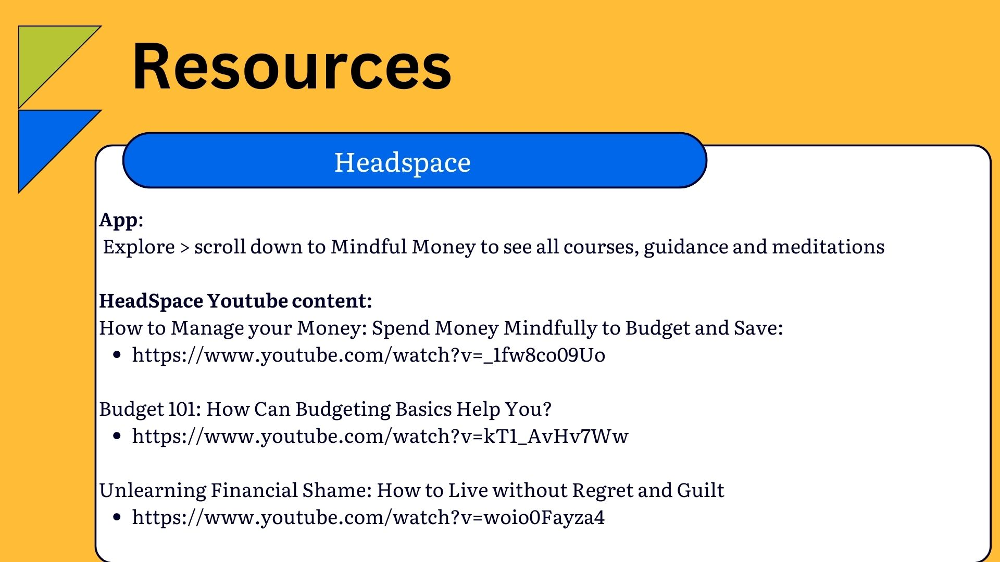 Resources
Headspace
App:
Explore > scroll down to Mindful Money to see all courses, guidance and meditations
HeadSpace Youtube content:
How to Manage your Money: Spend Money Mindfully to Budget and Save:
• https://www.youtube.com/watch?v=_1fw8co09Uo
Budget 101: How Can Budgeting Basics Help You?
• https://www.youtube.com/watch?v=kT1_AvHv7Ww
Unlearning Financial Shame: How to Live without Regret and Guilt
• https://www.youtube.com/watch?v=woio0Fayza4